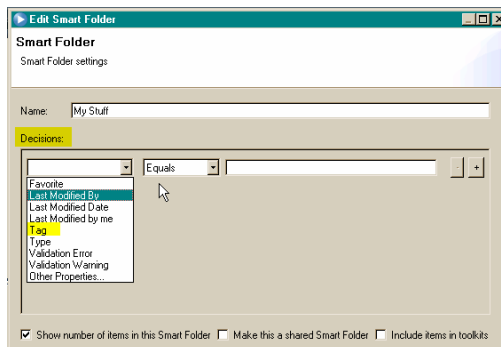 Edit Smart Folder
Smart Folder
Smart Folder settings
Name: My Stuff
Decisions:
Equals - +
Favorite
Last Modified By
Last Modified Date
Last Modified by me
Tag
Type
Validation Error
Validation Warning
Other Properties...
Show number of items in this Smart Folder Make this a shared Smart Folder Include items in toolkits